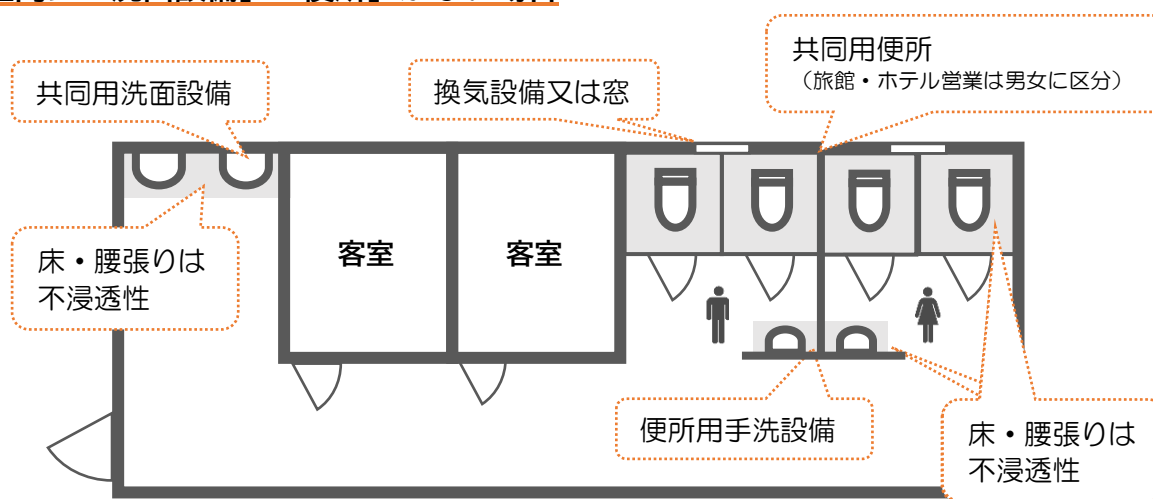 共同用便所
（旅館・ホテル営業は男女に区分）
共同用洗面設備
換気設備又は窓
床・腰張りは
不浸透性
客室
客室
便所用手洗設備
床・腰張りは
不浸透性